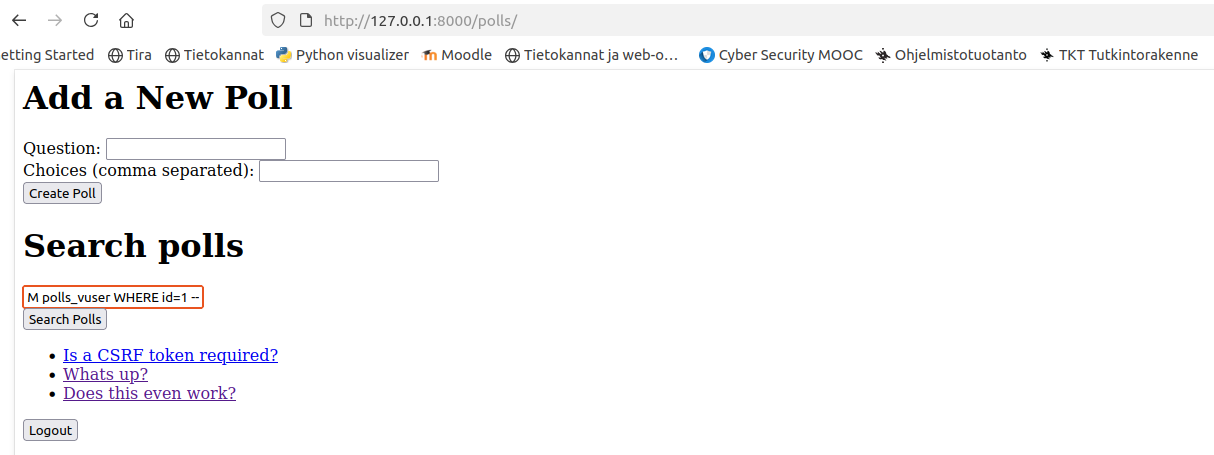 http://127.0.0.1:8000/polls/
etting Started Tira Tietokannat Python visualizer Moodle Tietokannat ja web-o… Cyber Security MOOC Ohjelmistotuotanto TKT Tutkintorakenne
Add a New Poll
Question:
Choices (comma separated):
Create Poll
Search polls
M polls_vuser WHERE id=1 --
Search Polls
Is a CSRF token required?
Whats up?
Does this even work?
Logout